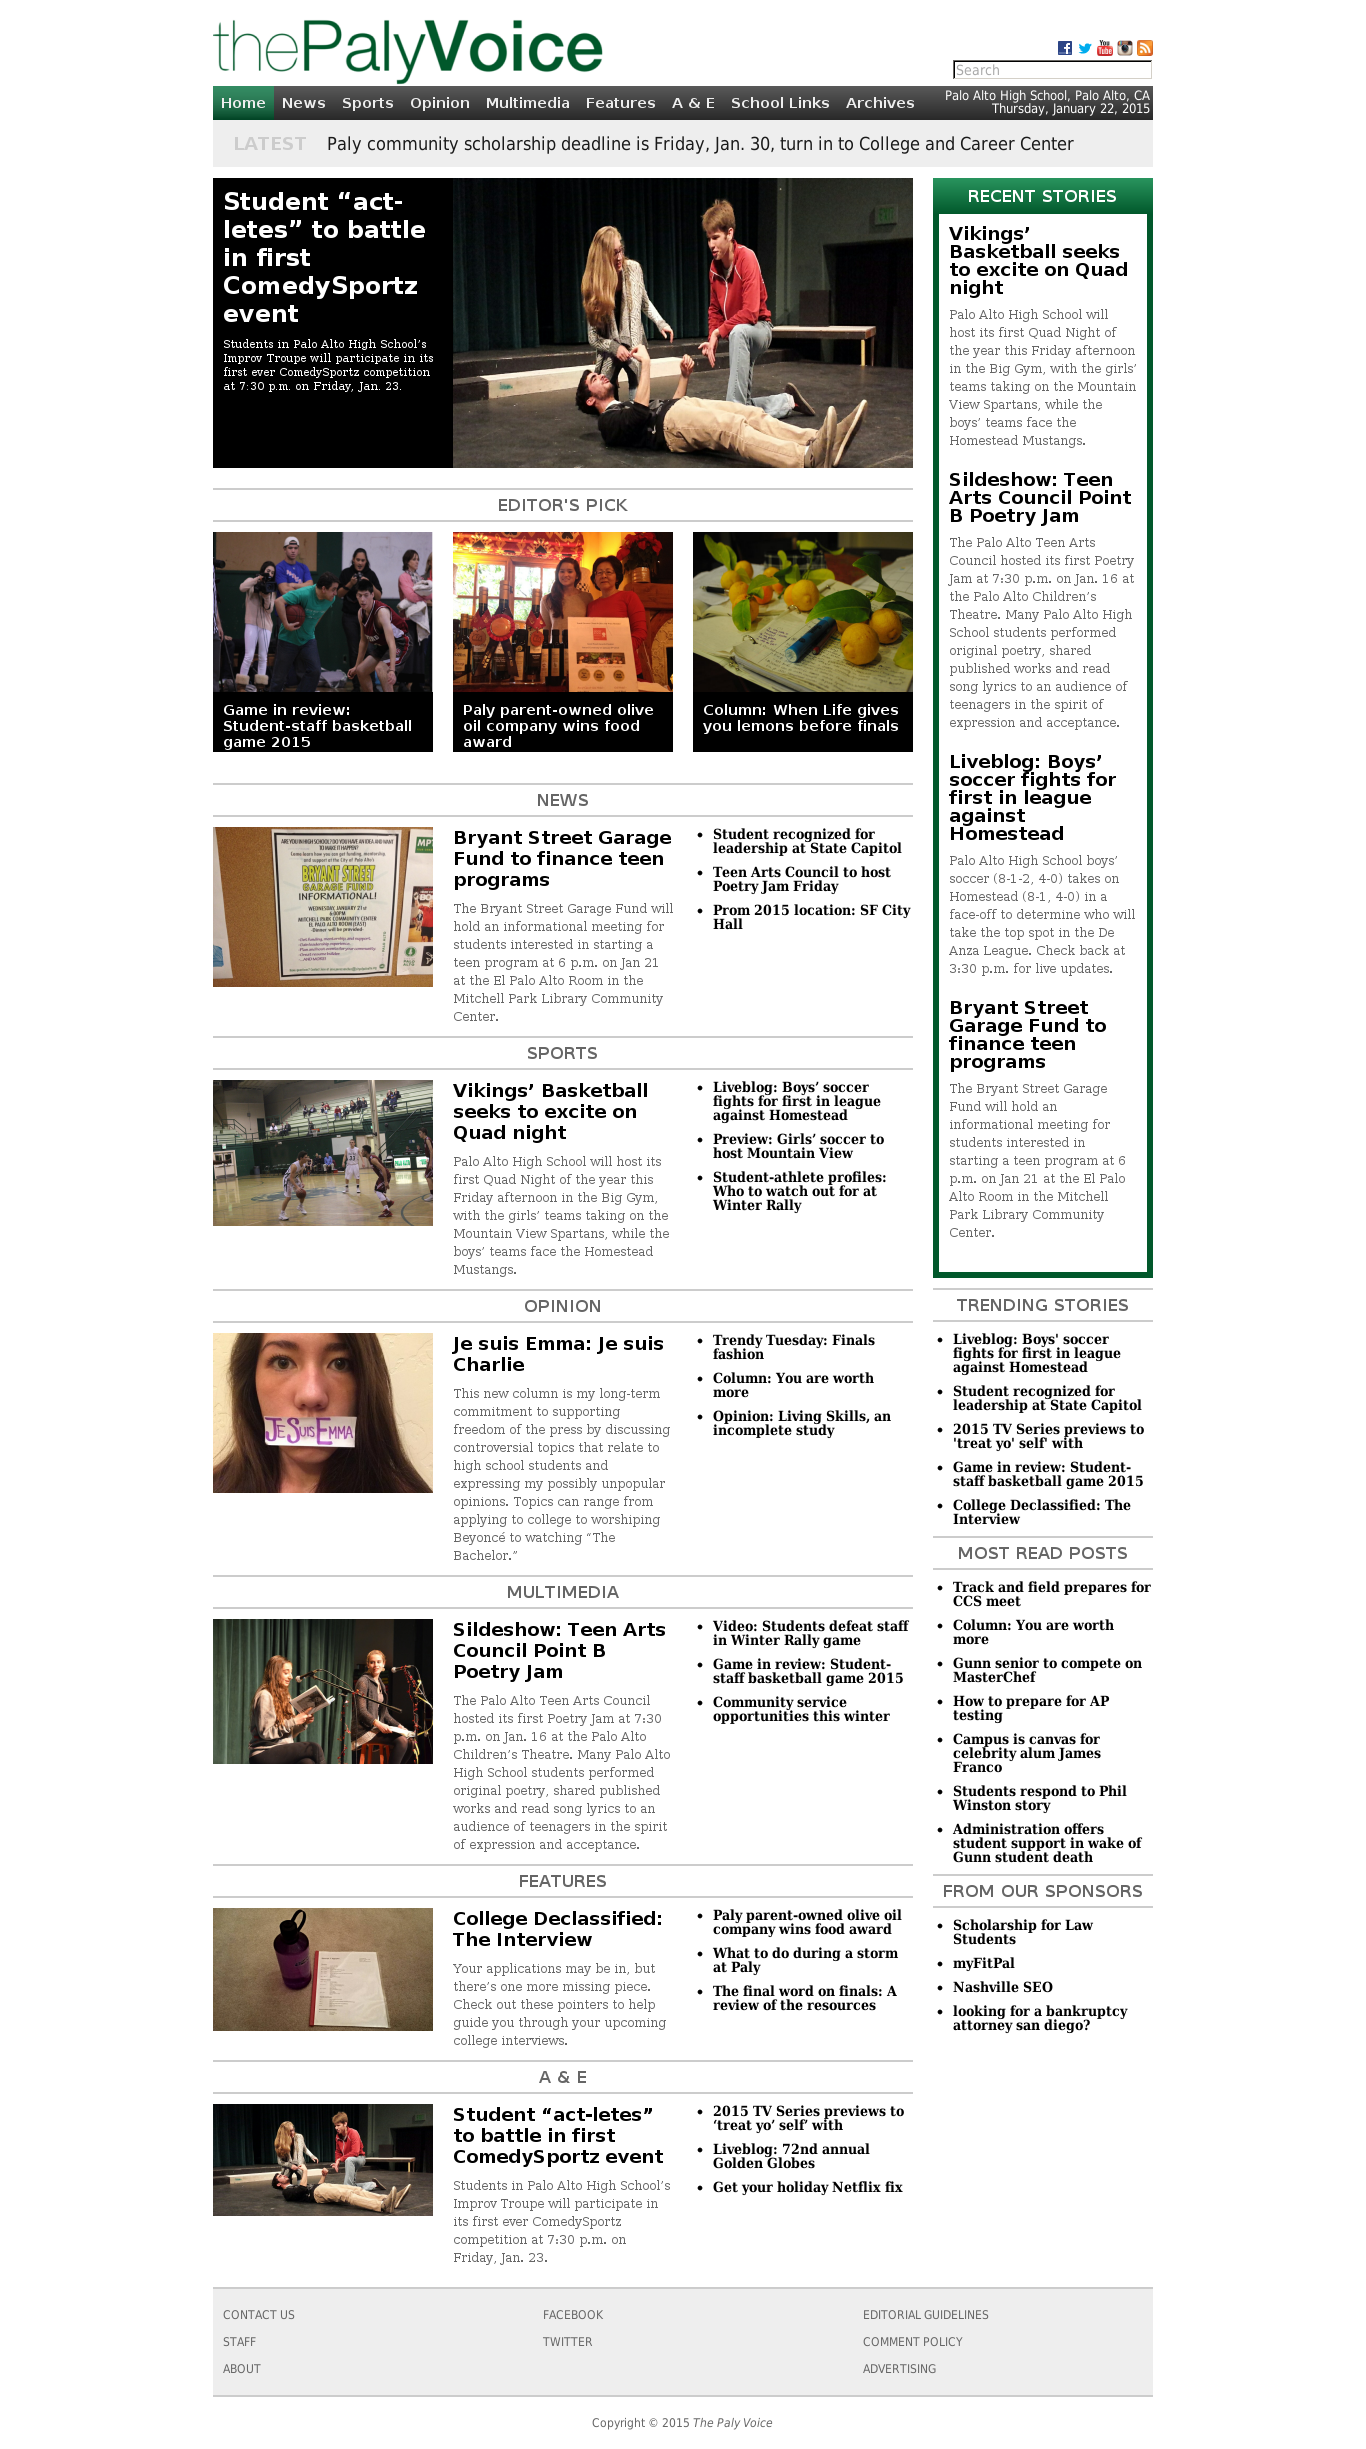 thePalyVoice
Search
Home News Sports Opinion Multimedia Features A & E School Links Archives
Palo Alto High School, Palo Alto, CA
Thursday, January 22, 2015
LATEST Paly community scholarship deadline is Friday, Jan. 30, turn in to College and Career Center
Student “act-
letes” to battle
in first
ComedySportz
event
Students in Palo Alto High School’s
Improv Troupe will participate in its
first ever ComedySportz competition
at 7:30 p.m. on Friday, Jan. 23.
EDITOR'S PICK
Game in review:
Student-staff basketball
game 2015
Paly parent-owned olive
oil company wins food
award
Column: When Life gives
you lemons before finals
NEWS
BRYANT STREET
GARAGE FUND
INFORMATIONAL!
Bryant Street Garage
Fund to finance teen
programs
The Bryant Street Garage Fund will
hold an informational meeting for
students interested in starting a
teen program at 6 p.m. on Jan 21
at the El Palo Alto Room in the
Mitchell Park Library Community
Center.
Student recognized for
leadership at State Capitol
Teen Arts Council to host
Poetry Jam Friday
Prom 2015 location: SF City
Hall
SPORTS
Vikings’ Basketball
seeks to excite on
Quad night
Palo Alto High School will host its
first Quad Night of the year this
Friday afternoon in the Big Gym,
with the girls’ teams taking on the
Mountain View Spartans, while the
boys’ teams face the Homestead
Mustangs.
Liveblog: Boys’ soccer
fights for first in league
against Homestead
Preview: Girls’ soccer to
host Mountain View
Student-athlete profiles:
Who to watch out for at
Winter Rally
OPINION
JE SUIS EMMA
Je suis Emma: Je suis
Charlie
This new column is my long-term
commitment to supporting
freedom of the press by discussing
controversial topics that relate to
high school students and
expressing my possibly unpopular
opinions. Topics can range from
applying to college to worshiping
Beyoncé to watching “The
Bachelor.”
Trendy Tuesday: Finals
fashion
Column: You are worth
more
Opinion: Living Skills, an
incomplete study
MULTIMEDIA
Sildeshow: Teen Arts
Council Point B
Poetry Jam
The Palo Alto Teen Arts Council
hosted its first Poetry Jam at 7:30
p.m. on Jan. 16 at the Palo Alto
Children’s Theatre. Many Palo Alto
High School students performed
original poetry, shared published
works and read song lyrics to an
audience of teenagers in the spirit
of expression and acceptance.
Video: Students defeat staff
in Winter Rally game
Game in review: Student-
staff basketball game 2015
Community service
opportunities this winter
FEATURES
College Declassified:
The Interview
Your applications may be in, but
there’s one more missing piece.
Check out these pointers to help
guide you through your upcoming
college interviews.
Paly parent-owned olive oil
company wins food award
What to do during a storm
at Paly
The final word on finals: A
review of the resources
A & E
Student “act-letes”
to battle in first
ComedySportz event
Students in Palo Alto High School’s
Improv Troupe will participate in
its first ever ComedySportz
competition at 7:30 p.m. on
Friday, Jan. 23.
2015 TV Series previews to
‘treat yo’ self’ with
Liveblog: 72nd annual
Golden Globes
Get your holiday Netflix fix
RECENT STORIES
Vikings’
Basketball seeks
to excite on Quad
night
Palo Alto High School will
host its first Quad Night of
the year this Friday afternoon
in the Big Gym, with the girls’
teams taking on the Mountain
View Spartans, while the
boys’ teams face the
Homestead Mustangs.
Sildeshow: Teen
Arts Council Point
B Poetry Jam
The Palo Alto Teen Arts
Council hosted its first Poetry
Jam at 7:30 p.m. on Jan. 16 at
the Palo Alto Children’s
Theatre. Many Palo Alto High
School students performed
original poetry, shared
published works and read
song lyrics to an audience of
teenagers in the spirit of
expression and acceptance.
Liveblog: Boys’
soccer fights for
first in league
against
Homestead
Palo Alto High School boys’
soccer (8-1-2, 4-0) takes on
Homestead (8-1, 4-0) in a
face-off to determine who will
take the top spot in the De
Anza League. Check back at
3:30 p.m. for live updates.
Bryant Street
Garage Fund to
finance teen
programs
The Bryant Street Garage
Fund will hold an
informational meeting for
students interested in
starting a teen program at 6
p.m. on Jan 21 at the El Palo
Alto Room in the Mitchell
Park Library Community
Center.
TRENDING STORIES
Liveblog: Boys' soccer
fights for first in league
against Homestead
Student recognized for
leadership at State Capitol
2015 TV Series previews to
'treat yo' self' with
Game in review: Student-
staff basketball game 2015
College Declassified: The
Interview
MOST READ POSTS
Track and field prepares for
CCS meet
Column: You are worth
more
Gunn senior to compete on
MasterChef
How to prepare for AP
testing
Campus is canvas for
celebrity alum James
Franco
Students respond to Phil
Winston story
Administration offers
student support in wake of
Gunn student death
FROM OUR SPONSORS
Scholarship for Law
Students
myFitPal
Nashville SEO
looking for a bankruptcy
attorney san diego?
CONTACT US
STAFF
ABOUT
FACEBOOK
TWITTER
EDITORIAL GUIDELINES
COMMENT POLICY
ADVERTISING
Copyright © 2015 The Paly Voice